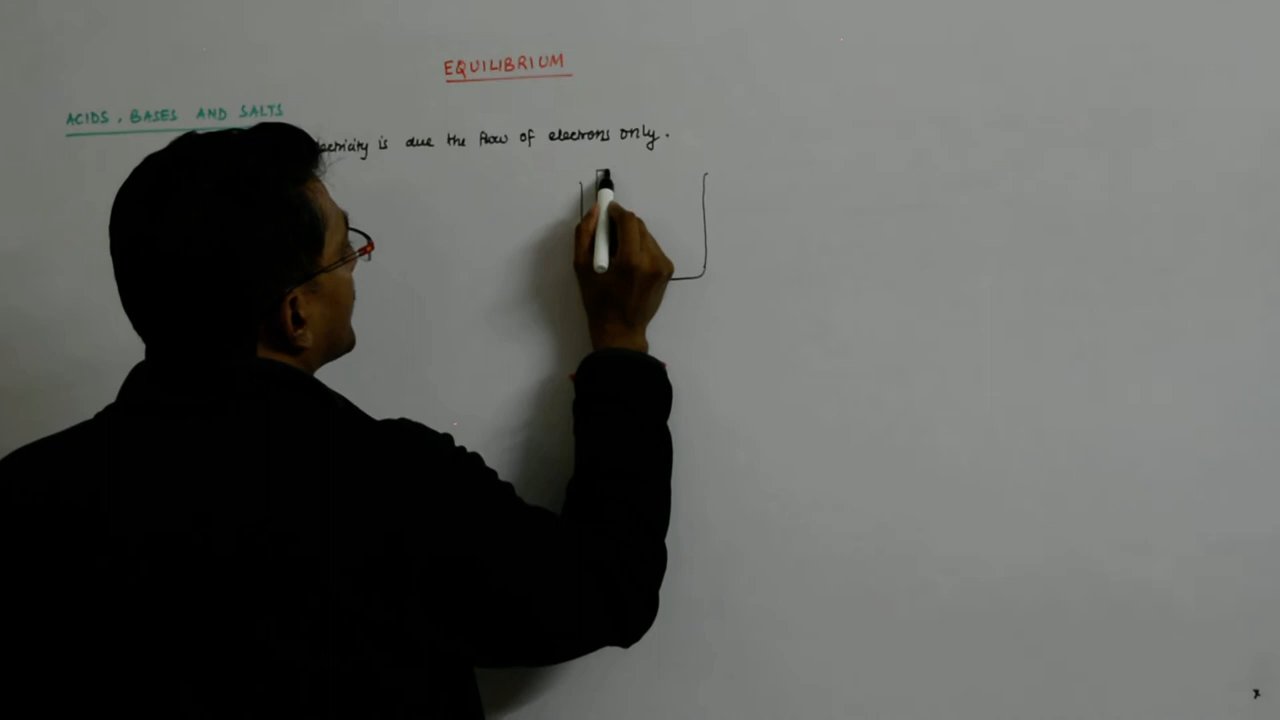 EQUILIBRIUM
ACIDS, BASES AND SALTS
is due the flow of electrons only.